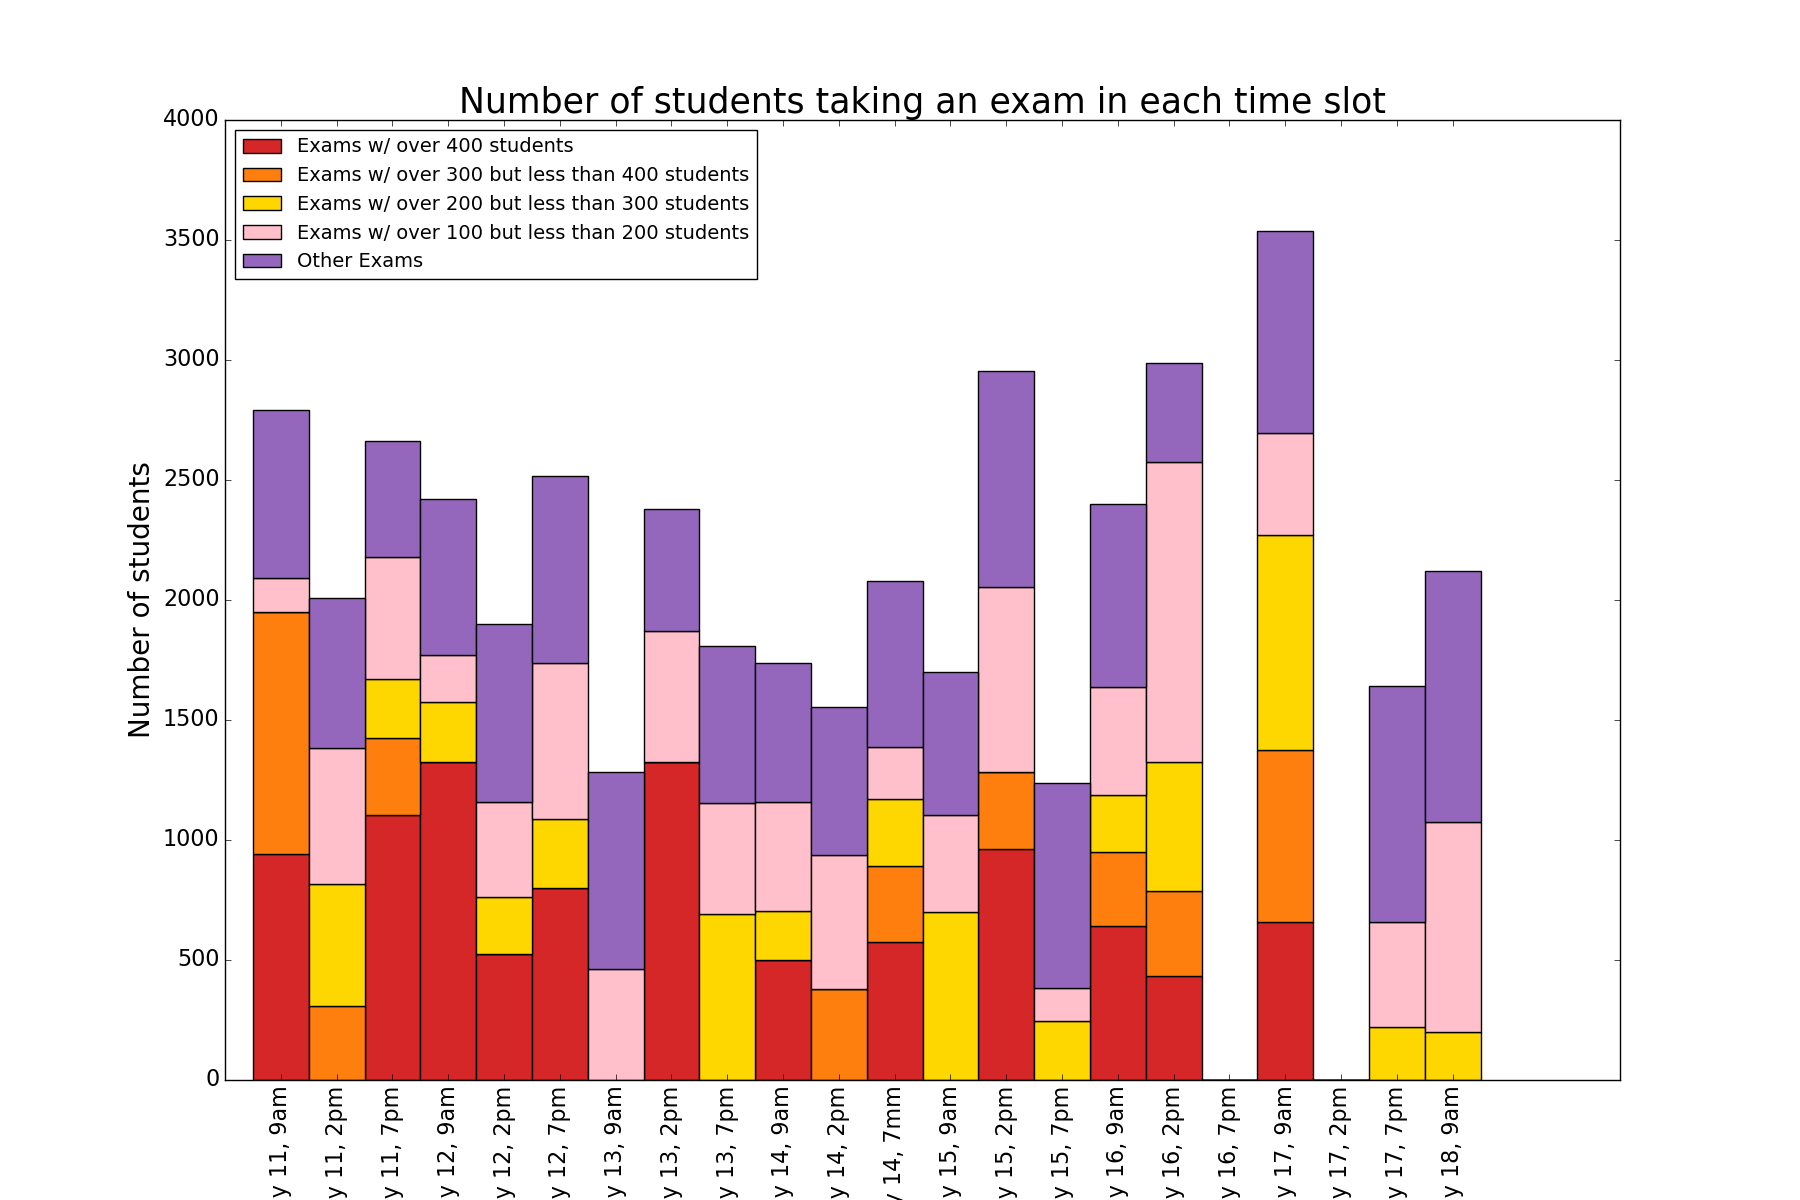 Number of students taking an exam in each time slot
4000
3500
3000
2500
2000
1500
1000
500
0
Number of students
Exams w/ over 400 students
Exams w/ over 300 but less than 400 students
Exams w/ over 200 but less than 300 students
Exams w/ over 100 but less than 200 students
Other Exams
y 11, 9am
y 11, 2pm
y 11, 7pm
y 12, 9am
y 12, 2pm
y 12, 7pm
y 13, 9am
y 13, 2pm
y 13, 7pm
y 14, 9am
y 14, 2pm
y 14, 7mm
y 15, 9am
y 15, 2pm
y 15, 7pm
y 16, 9am
y 16, 2pm
y 16, 7pm
y 17, 9am
y 17, 2pm
y 17, 7pm
y 18, 9am